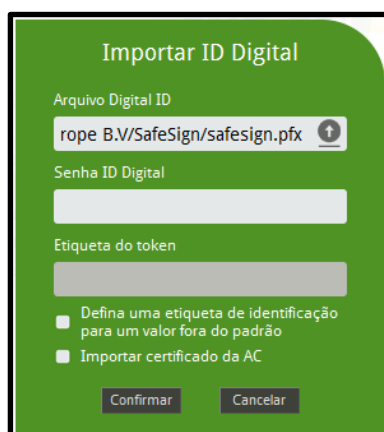 Importar ID Digital
Arquivo Digital ID
rope B.V/SafeSign/safesign.pfx
Senha ID Digital
Etiqueta do token
Defina uma etiqueta de identificação
para um valor fora do padrão
Importar certificado da AC
Confirmar Cancelar